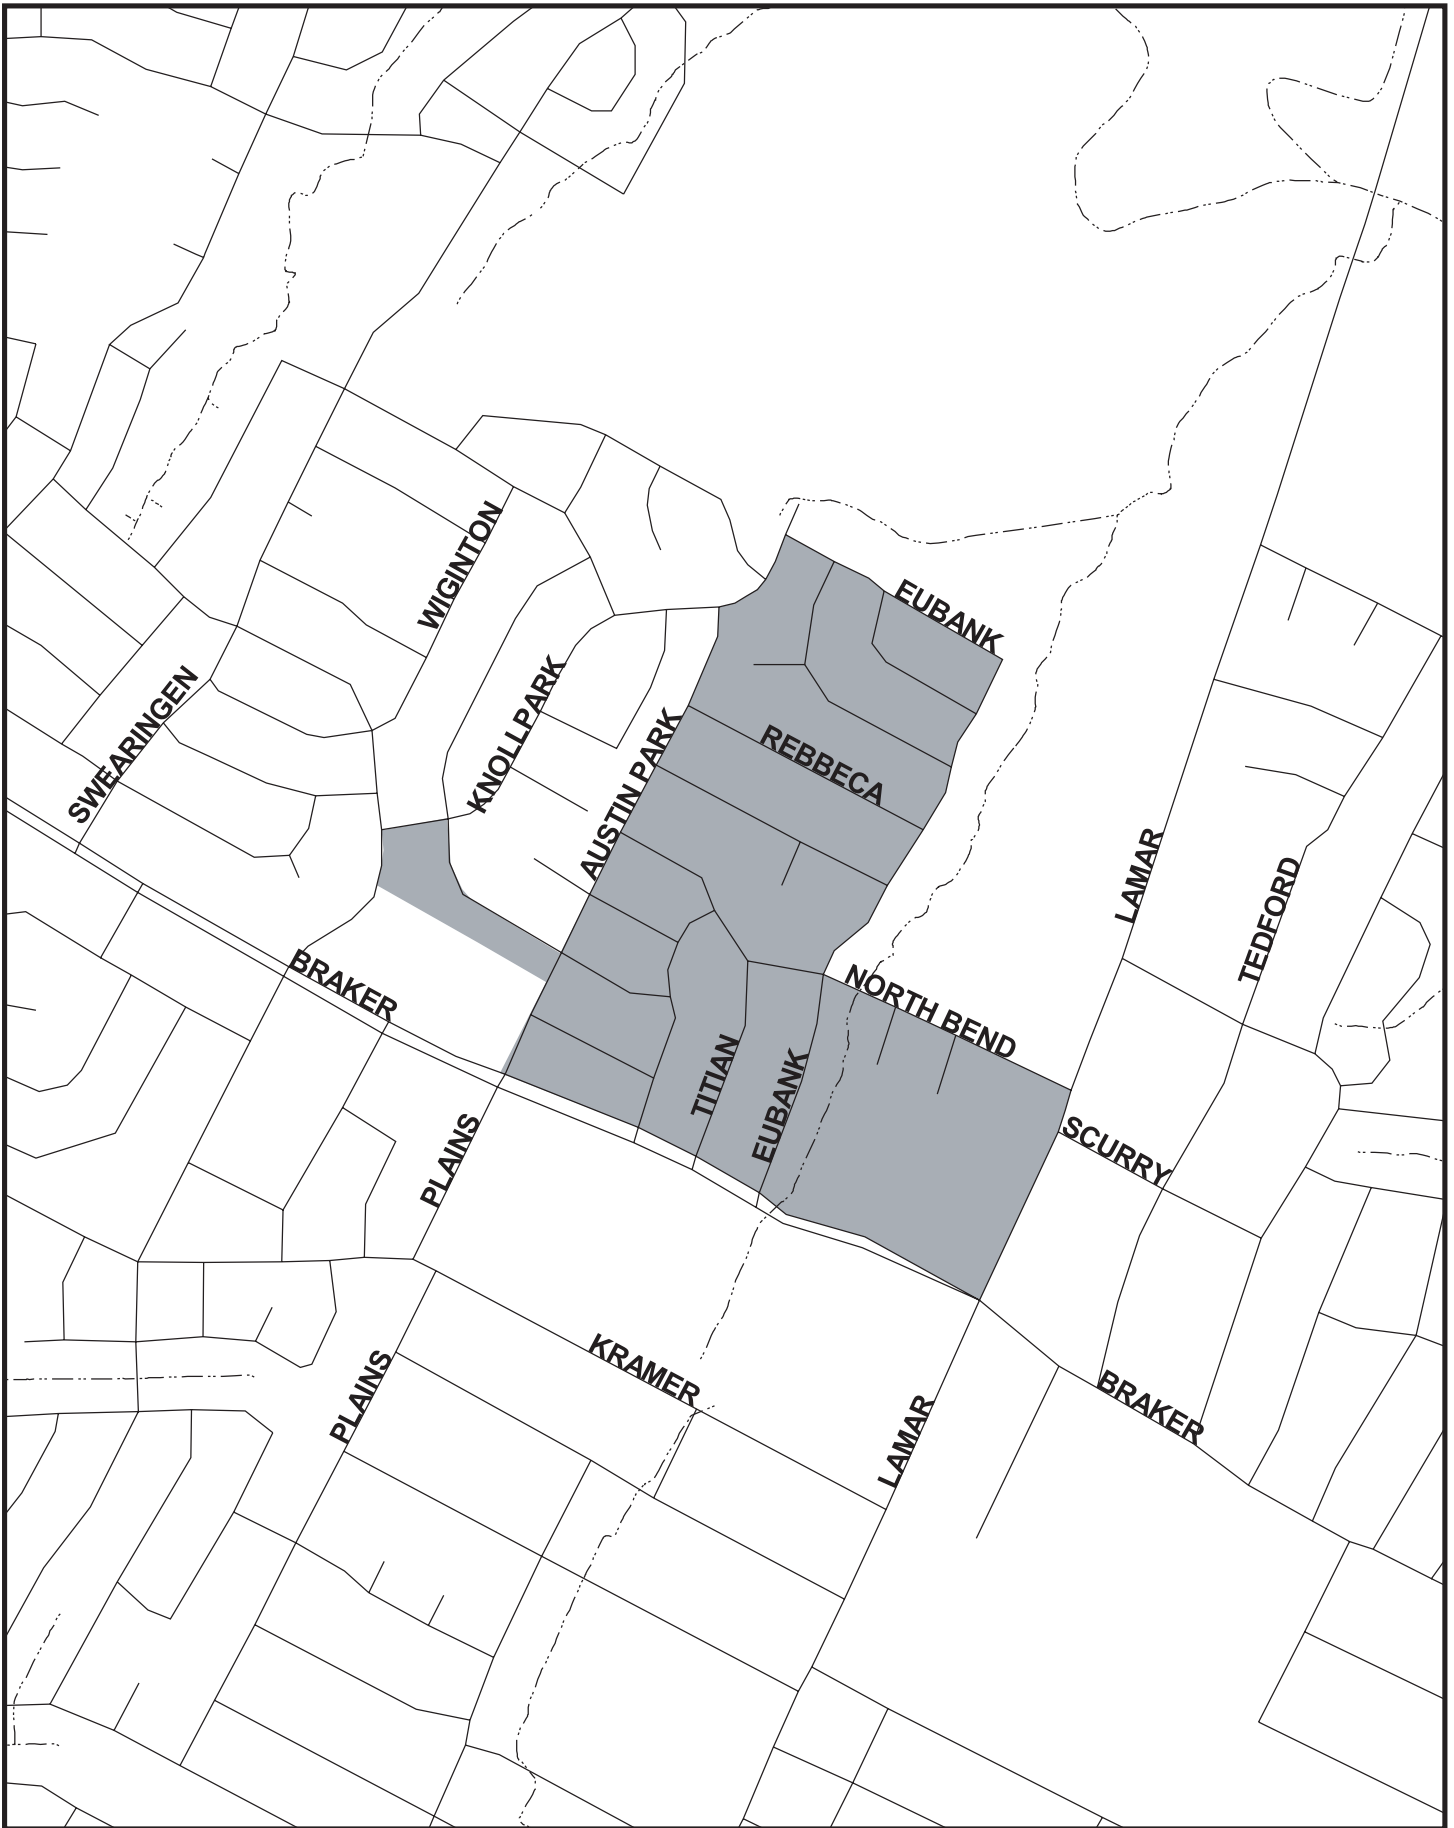 WIGINTON
EUBANK
SWEARINGEN
KNOLLPARK
AUSTIN PARK
REBBECA
LAMAR
TEDFORD
BRAKER
NORTH BEND
TITIAN
EUBANK
PLAINS
SCURRY
KRAMER
PLAINS
LAMAR
BRAKER